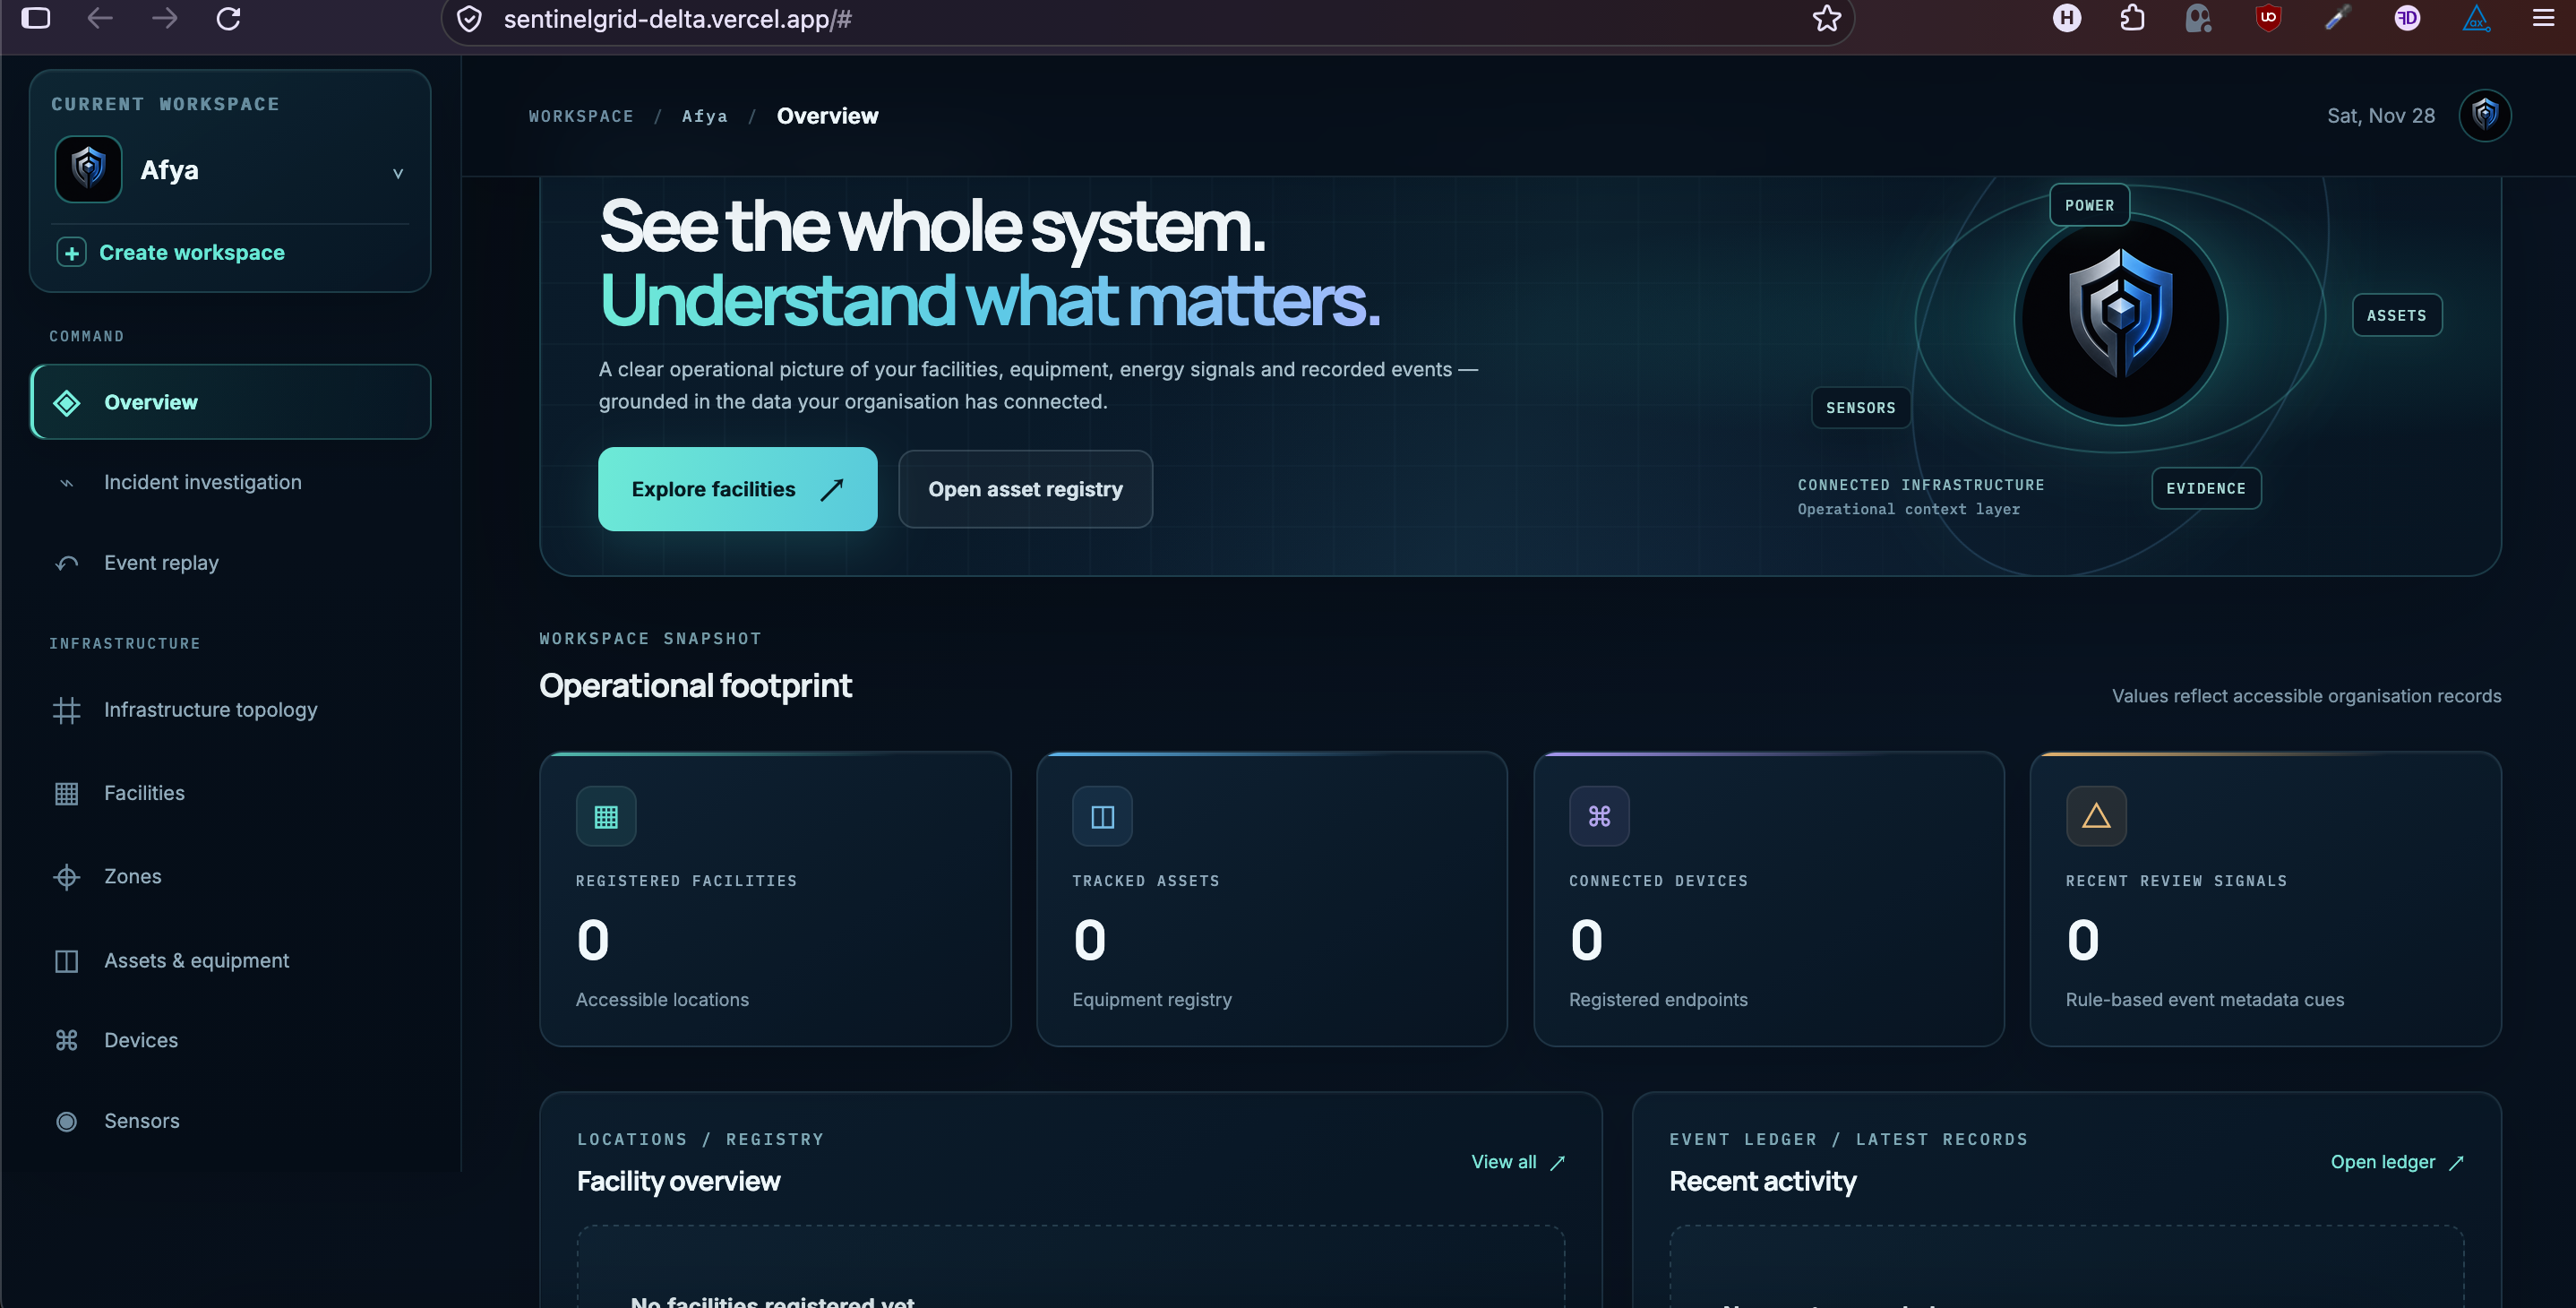 sentinelgrid-delta.vercel.app/#
CURRENT WORKSPACE
Afya
Create workspace
COMMAND
Overview
Incident investigation
Event replay
INFRASTRUCTURE
Infrastructure topology
Facilities
Zones
Assets & equipment
Devices
Sensors
WORKSPACE / Afya / Overview
Sat, Nov 28
See the whole system.
Understand what matters.
A clear operational picture of your facilities, equipment, energy signals and recorded events —
grounded in the data your organisation has connected.
Explore facilities
Open asset registry
POWER
ASSETS
SENSORS
EVIDENCE
CONNECTED INFRASTRUCTURE
Operational context layer
WORKSPACE SNAPSHOT
Operational footprint
Values reflect accessible organisation records
REGISTERED FACILITIES
0
Accessible locations
TRACKED ASSETS
0
Equipment registry
CONNECTED DEVICES
0
Registered endpoints
RECENT REVIEW SIGNALS
0
Rule-based event metadata cues
LOCATIONS / REGISTRY
Facility overview
View all
No facilities registered yet
EVENT LEDGER / LATEST RECORDS
Recent activity
Open ledger